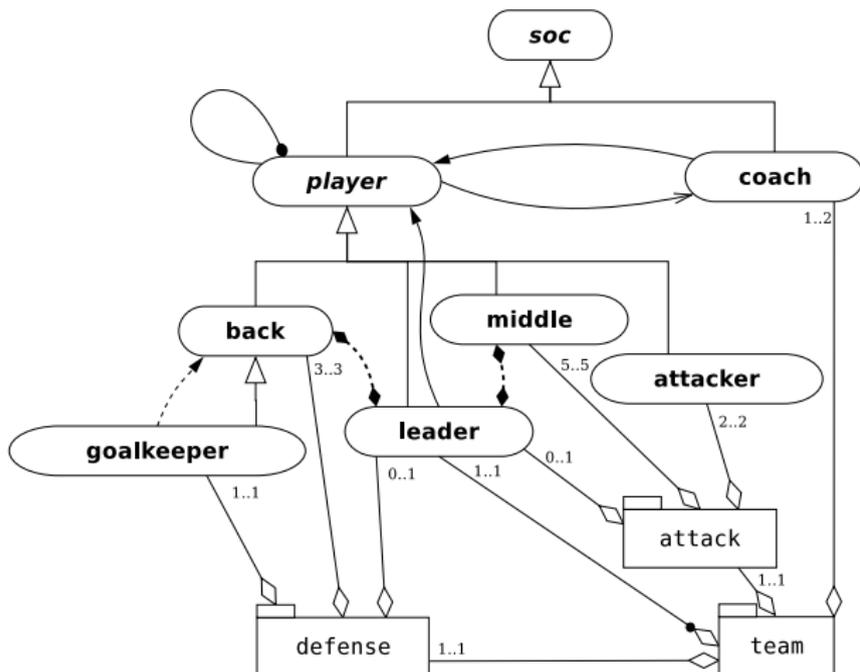 soc
player
coach
1..2
back
middle
3..3
5..5
attacker
leader
2..2
goalkeeper
0..1
1..1
0..1
1..1
attack
1..1
defense
1..1
team